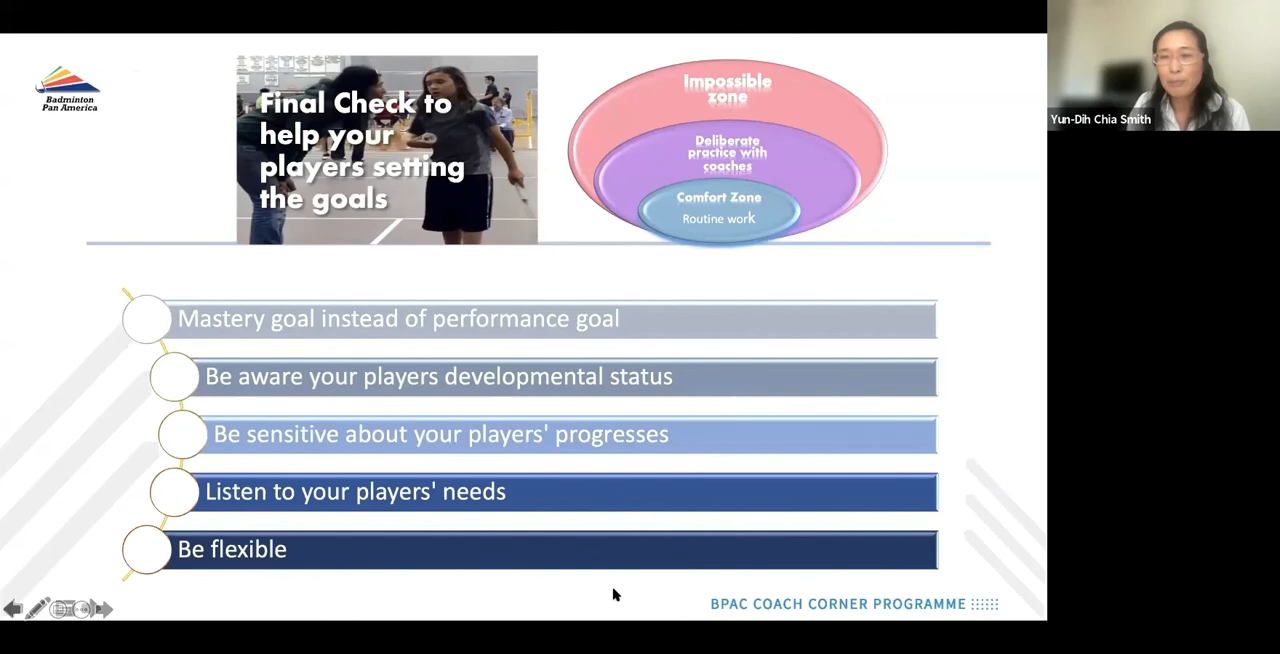 Badminton
Pan America
Final Check to
help your
players setting
the goals
Impossible
zone
Deliberate
practice with
coaches
Comfort Zone
Routine work
Yun-Dih Chia Smith
Mastery goal instead of performance goal
Be aware your players developmental status
Be sensitive about your players' progresses
Listen to your players' needs
Be flexible
BPAC COACH CORNER PROGRAMME